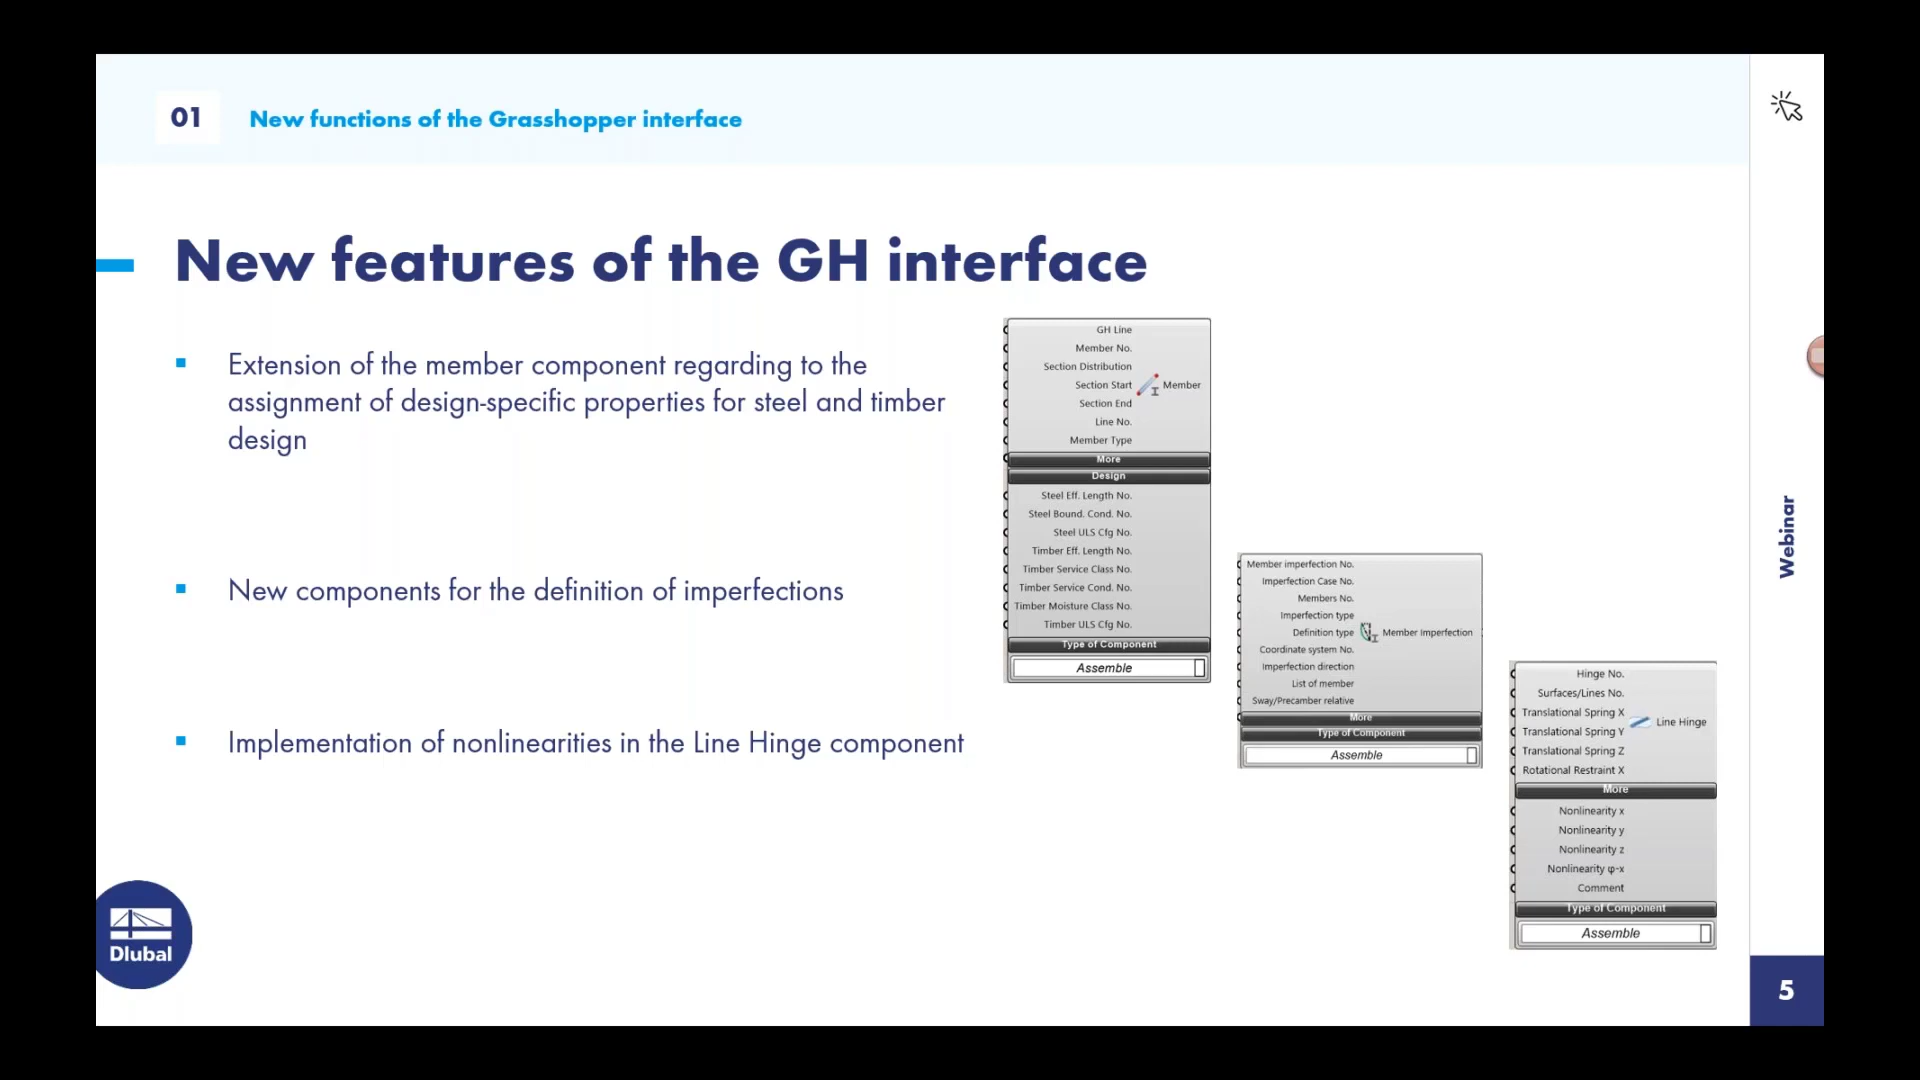 01
New functions of the Grasshopper interface
New features of the GH interface
Extension of the member component regarding to the
assignment of design-specific properties for steel and timber
design
New components for the definition of imperfections
Implementation of nonlinearities in the Line Hinge component
GH Line
Member No.
Section Distribution
Section Start
Member
Section End
Line No.
Member Type
More
Design
Steel Eff. Length No.
Steel Bound. Cond. No.
Steel ULS Cfg No.
Timber Eff. Length No.
Timber Service Class No.
Timber Service Cond. No.
Timber Moisture Class No.
Timber ULS Cfg No.
Type of Component
Assemble
Member imperfection No.
Imperfection Case No.
Members No.
Imperfection type
Definition type
Member Imperfection
Coordinate system No.
Imperfection direction
List of member
Sway/Precamber relative
More
Type of Component
Assemble
Hinge No.
Surfaces/Lines No.
Translational Spring X
Line Hinge
Translational Spring Y
Translational Spring Z
Rotational Restraint X
More
Nonlinearity x
Nonlinearity y
Nonlinearity z
Nonlinearity φ-x
Comment
Type of Component
Assemble
Webinar
Dlubal
5